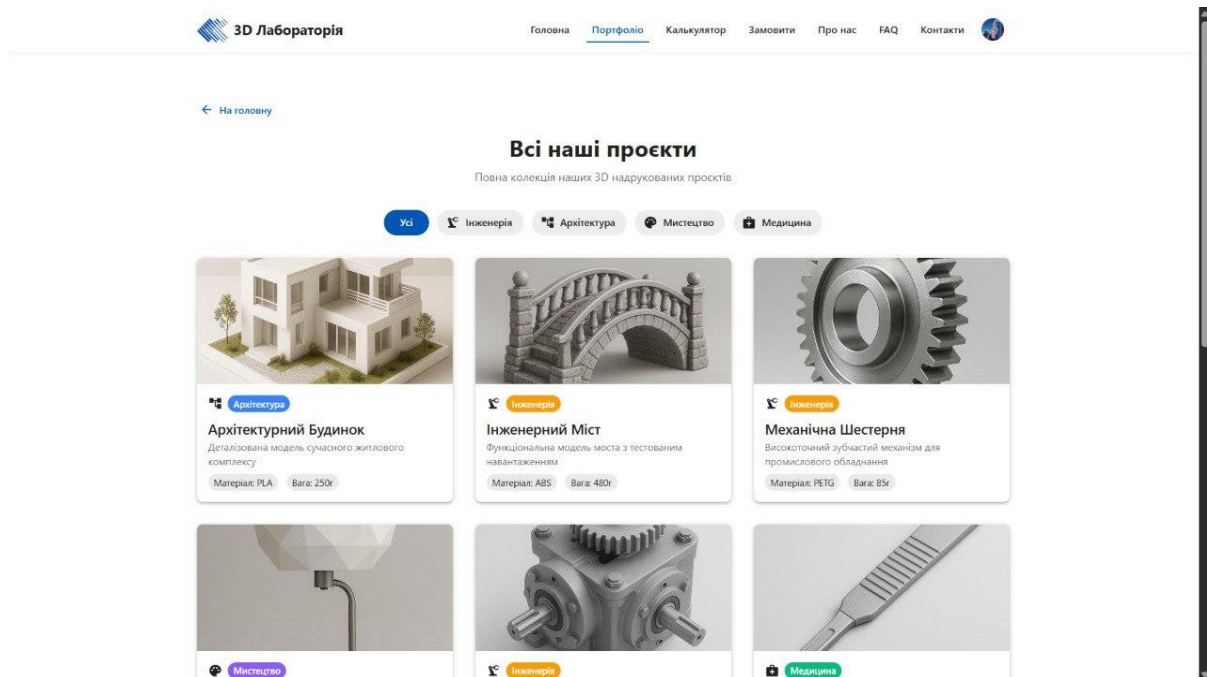 3D Лабораторія
Головна Портфоліо Калькулятор Замовити Про нас FAQ Контакти
← На головну
Всі наші проєкти
Повна колекція наших 3D надрукованих проєктів
Усі Інженерія Архітектура Мистецтво Медицина
Архітектура
Архітектурний Будинок
Деталізована модель сучасного житлового
комплексу
Матеріал: PLA Вага: 250г
Інженерія
Інженерний Міст
Функціональна модель моста з тестованим
навантаженням
Матеріал: ABS Вага: 480г
Інженерія
Механічна Шестерня
Високоточний зубчастий механізм для
промислового обладнання
Матеріал: PETG Вага: 85г
Мистецтво
Інженерія
Медицина